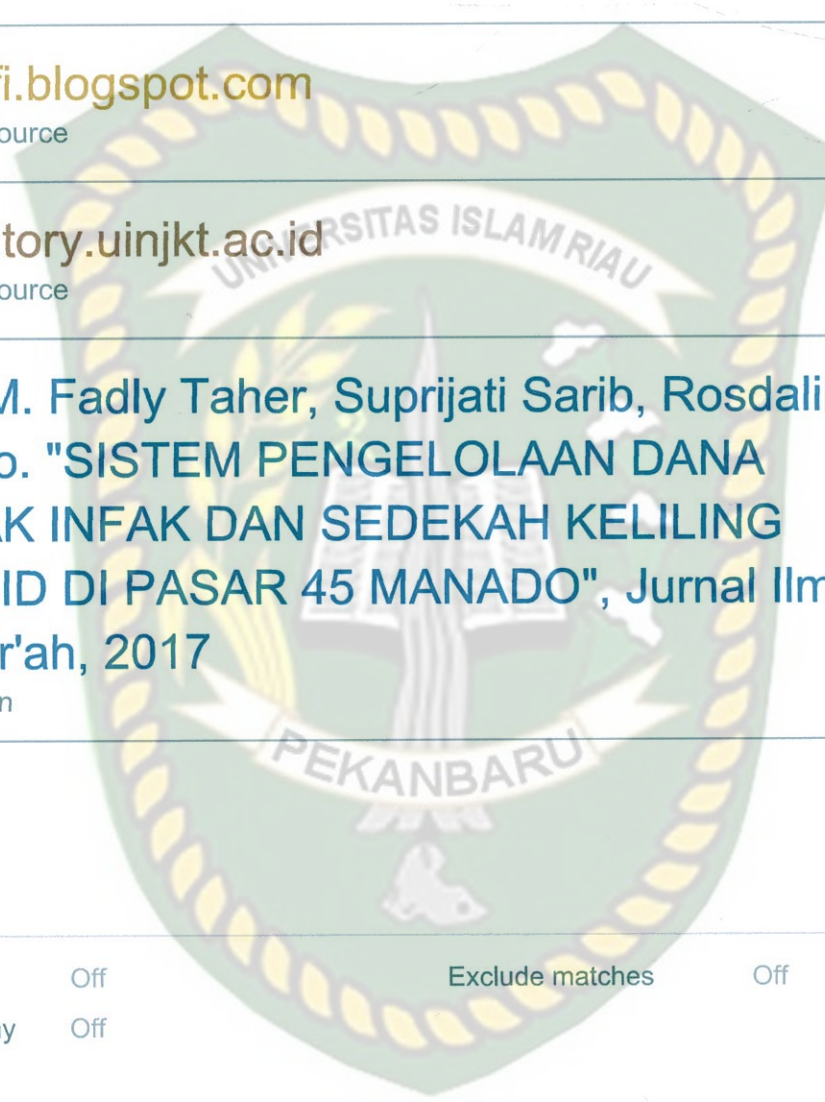 fi.blogspot.com
ource
tory.uinjkt.ac.id
ource
UNIVERSITAS ISLAM RIAU
M. Fadly Taher, Suprijati Sarib, Rosdali
o. "SISTEM PENGELOLAAN DANA
AK INFAK DAN SEDEKAH KELILING
ID DI PASAR 45 MANADO", Jurnal Ilm
r'ah, 2017
n
PEKANBARU
Off Exclude matches Off
y Off